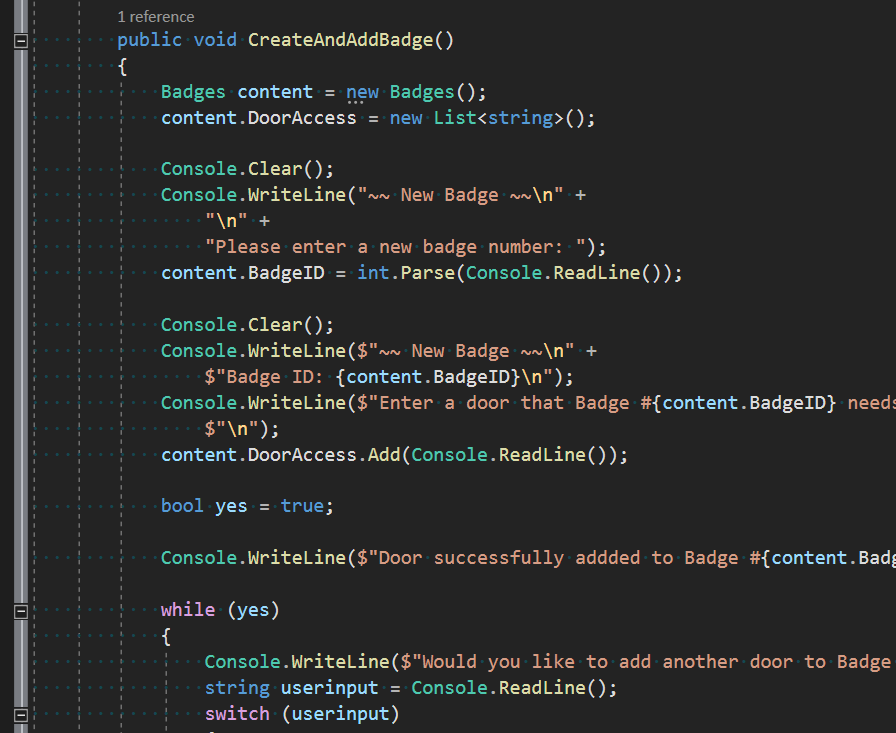 1 reference
public void CreateAndAddBadge()
{
Badges content = new Badges();
content.DoorAccess = new List<string>();
Console.Clear();
Console.WriteLine("~~ New Badge ~~\n" +
"\n" +
"Please enter a new badge number: ");
content.BadgeID = int.Parse(Console.ReadLine());
Console.Clear();
Console.WriteLine($"~~ New Badge ~~\n" +
$"Badge ID: {content.BadgeID}\n");
Console.WriteLine($"Enter a door that Badge #{content.BadgeID} needs
$"\n");
content.DoorAccess.Add(Console.ReadLine());
bool yes = true;
Console.WriteLine($"Door successfully addded to Badge #{content.Badg
while (yes)
{
Console.WriteLine($"Would you like to add another door to Badge
string userinput = Console.ReadLine();
switch (userinput)